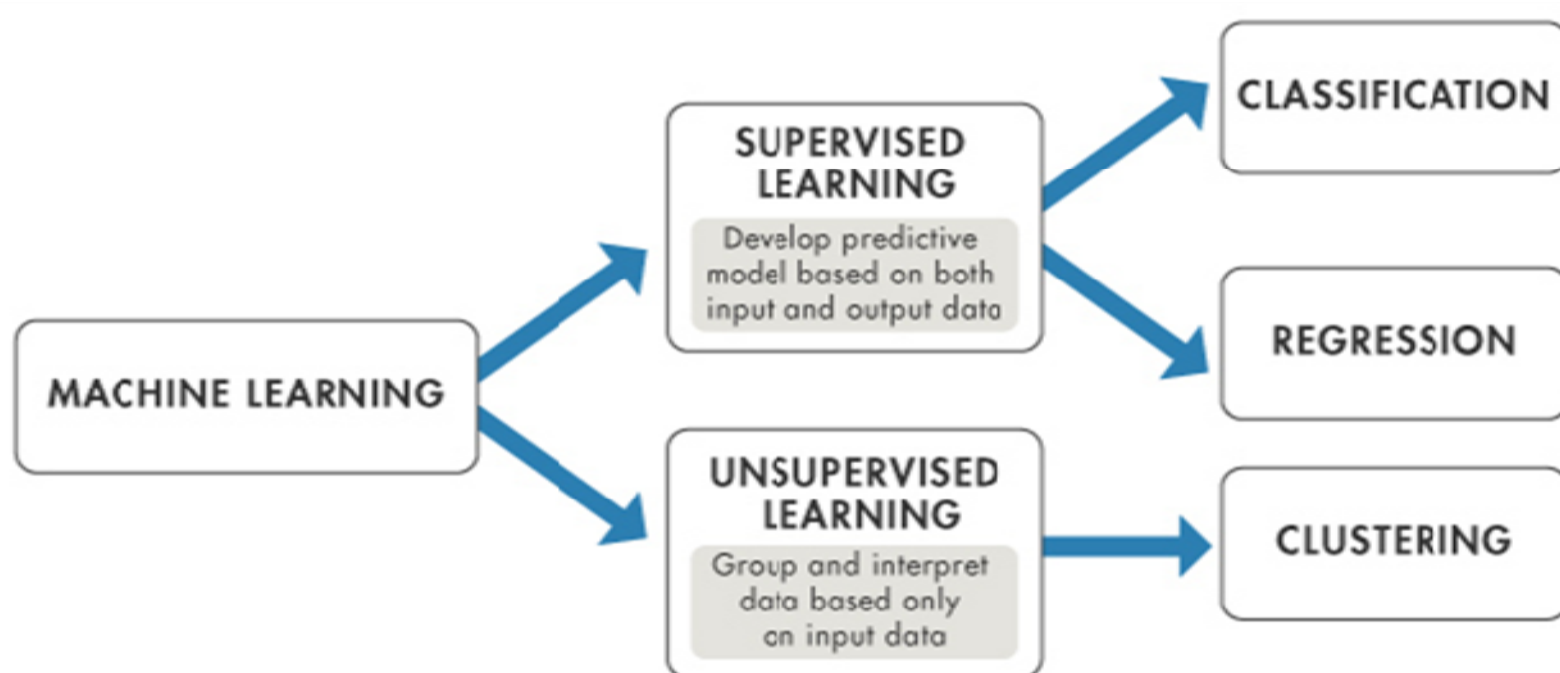 MACHINE LEARNING
SUPERVISED
LEARNING
Develop predictive
model based on both
input and output data
UNSUPERVISED
LEARNING
Group and interpret
data based only
on input data
CLASSIFICATION
REGRESSION
CLUSTERING